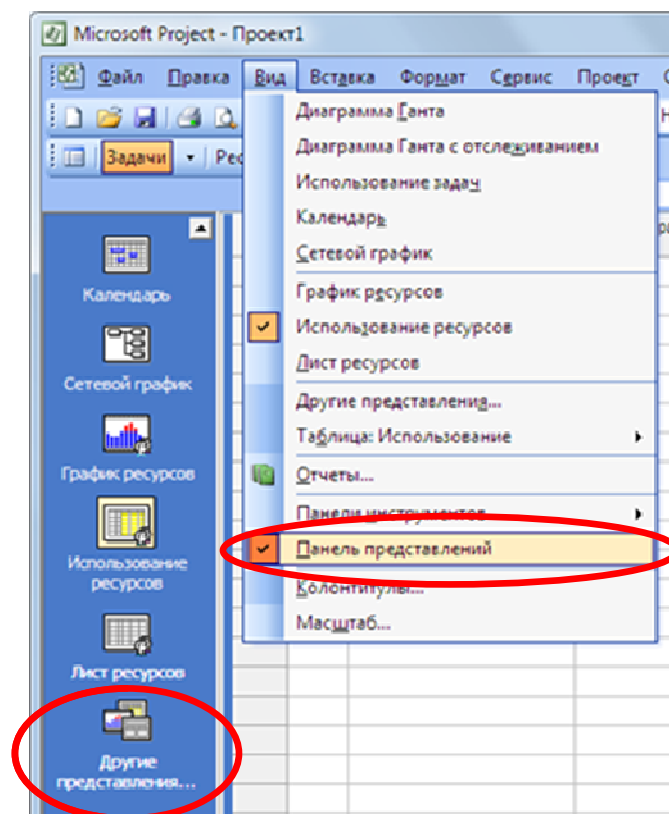 Microsoft Project - Проект1
Файл Правка Вид Вставка Формат Сервис Проект
Задачи
Диаграмма Ганта
Диаграмма Ганта с отслеживанием
Использование задач
Календарь
Сетевой график
График ресурсов
Использование ресурсов
Лист ресурсов
Другие представления...
Таблица: Использование
Отчеты...
Панели инструментов
Панель представлений
Колонтитулы...
Масштаб...
Календарь
Сетевой график
График ресурсов
Использование
ресурсов
Лист ресурсов
Другие
представления...